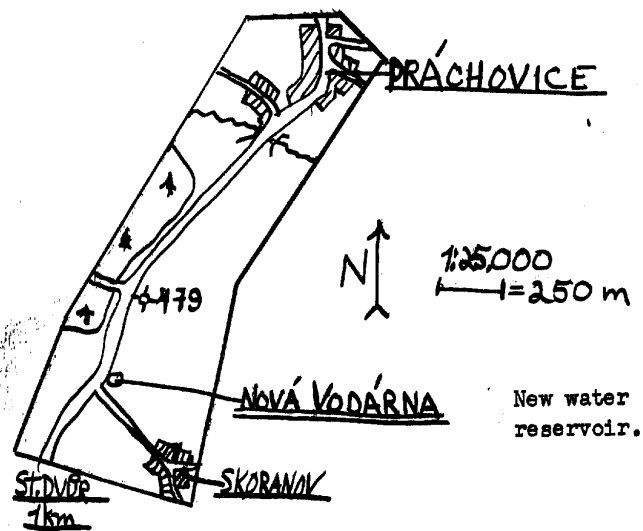 PRÁCHOVICE
N
1:25,000
=250 m
479
NOVÁ VODÁRNA
New water
reservoir.
SKORANOV
ST.DVŮR
1km